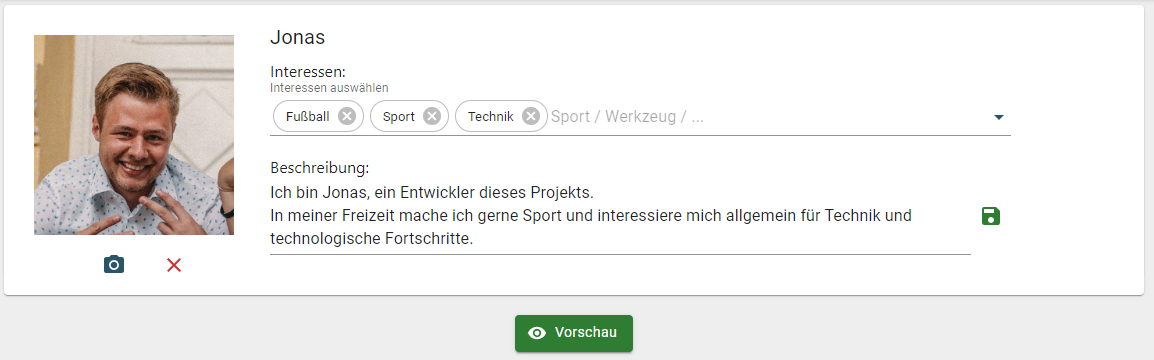 Jonas
Interessen:
Interessen auswählen
Fußball Sport Technik Sport / Werkzeug / ...
Beschreibung:
Ich bin Jonas, ein Entwickler dieses Projekts.
In meiner Freizeit mache ich gerne Sport und interessiere mich allgemein für Technik und
technologische Fortschritte.
Vorschau